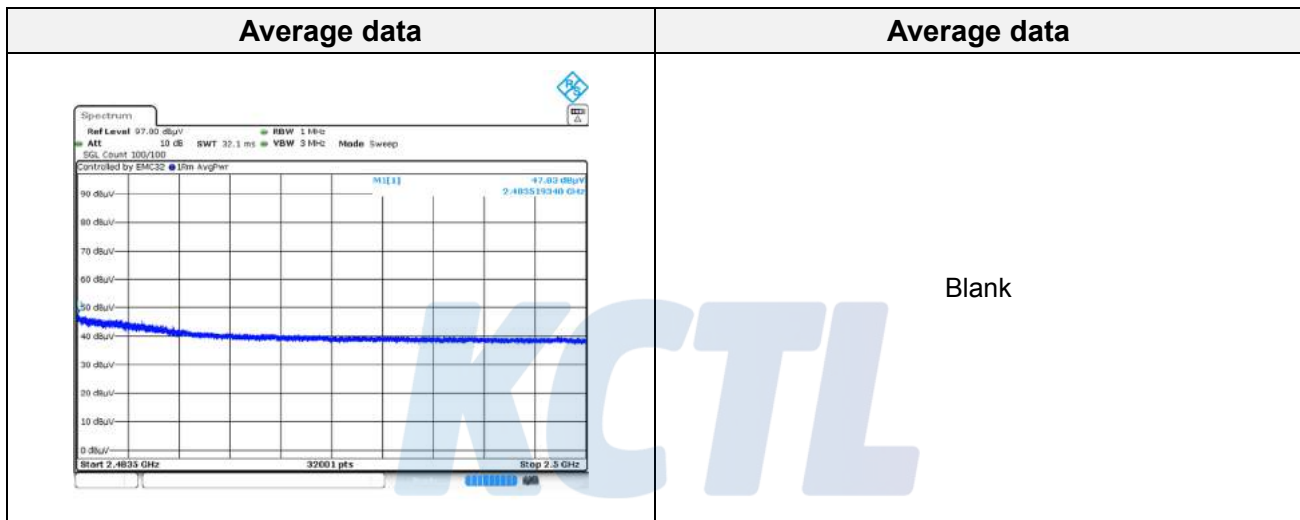 Average data
Average data
R&S
Spectrum
Ref Level 97.00 dBµV RBW 1 MHz
Att 10 dB SWT 32.1 ms VBW 3 MHz Mode Sweep
SGL Count 100/100
Controlled by EMC32 1Rm AvgPwr
M1[1] 47.83 dBµV
2.483519340 GHz
90 dBµV
80 dBµV
70 dBµV
60 dBµV
50 dBµV
40 dBµV
30 dBµV
20 dBµV
10 dBµV
0 dBµV
Start 2.4835 GHz 32001 pts Stop 2.5 GHz
Blank
KCTL